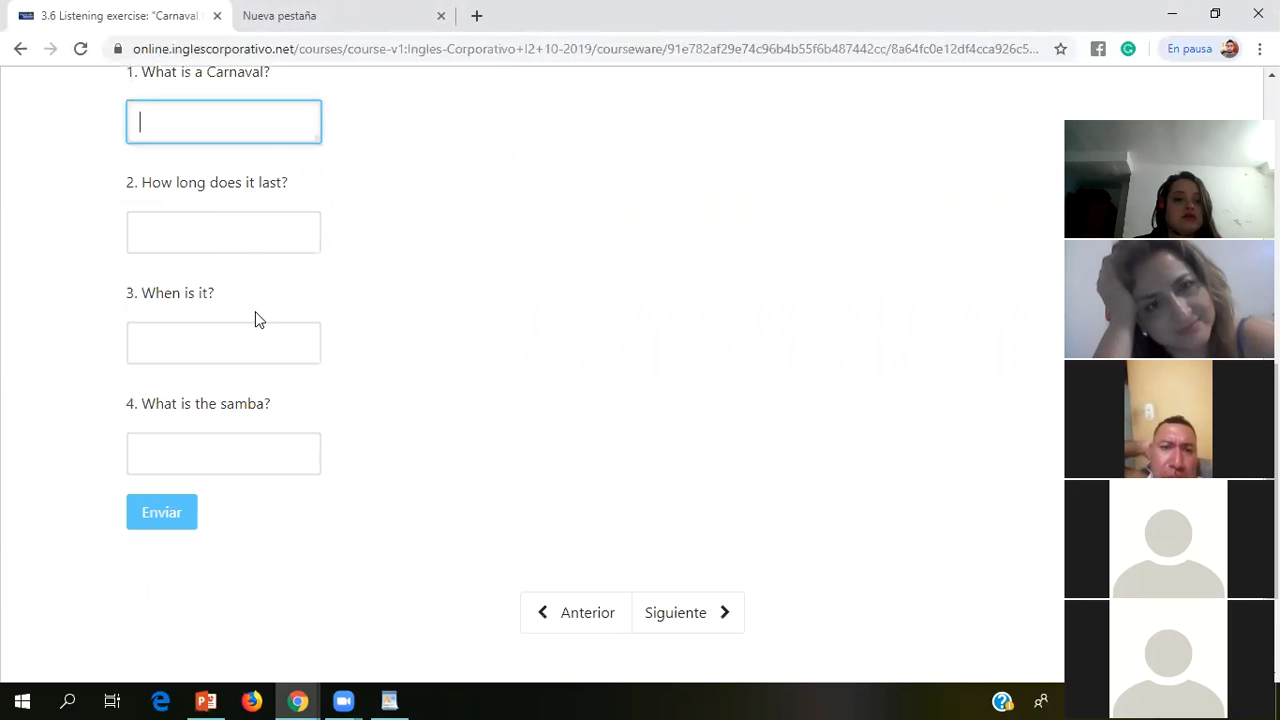 3.6 Listening exercise: "Carnaval
Nueva pestaña
online.inglescorporativo.net/courses/course-v1:Ingles-Corporativo+I2+10-2019/courseware/91e782af29e74c96b4b55f6b487442cc/8a64fc0e12df4cca926c5...
En pausa
1. What is a Carnaval?
2. How long does it last?
3. When is it?
4. What is the samba?
Enviar
Anterior
Siguiente